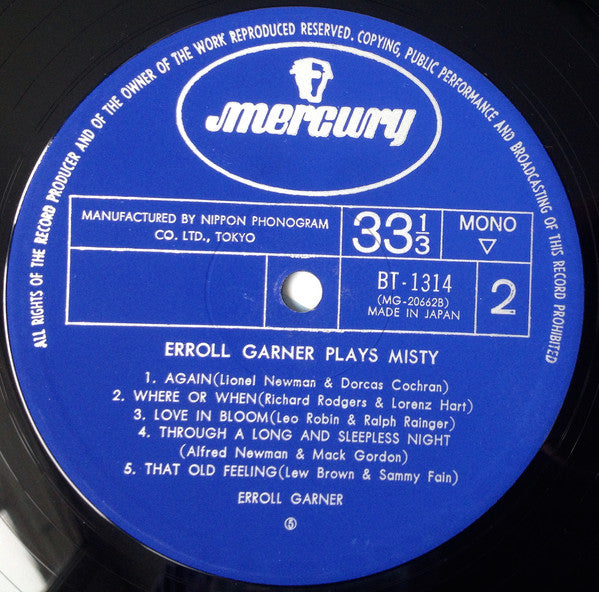 ALL RIGHTS OF THE RECORD PRODUCER AND OF THE OWNER OF THE WORK REPRODUCED RESERVED. COPYING, PUBLIC PERFORMANCE AND BROADCASTING OF THIS RECORD PROHIBITED
mercury
MANUFACTURED BY NIPPON PHONOGRAM
CO. LTD., TOKYO
33 1/3
MONO
▽
BT-1314
(MG-20662B)
MADE IN JAPAN
2
ERROLL GARNER PLAYS MISTY
1. AGAIN(Lionel Newman & Dorcas Cochran)
2. WHERE OR WHEN(Richard Rodgers & Lorenz Hart)
3. LOVE IN BLOOM(Leo Robin & Ralph Rainger)
4. THROUGH A LONG AND SLEEPLESS NIGHT
(Alfred Newman & Mack Gordon)
5. THAT OLD FEELING(Lew Brown & Sammy Fain)
ERROLL GARNER